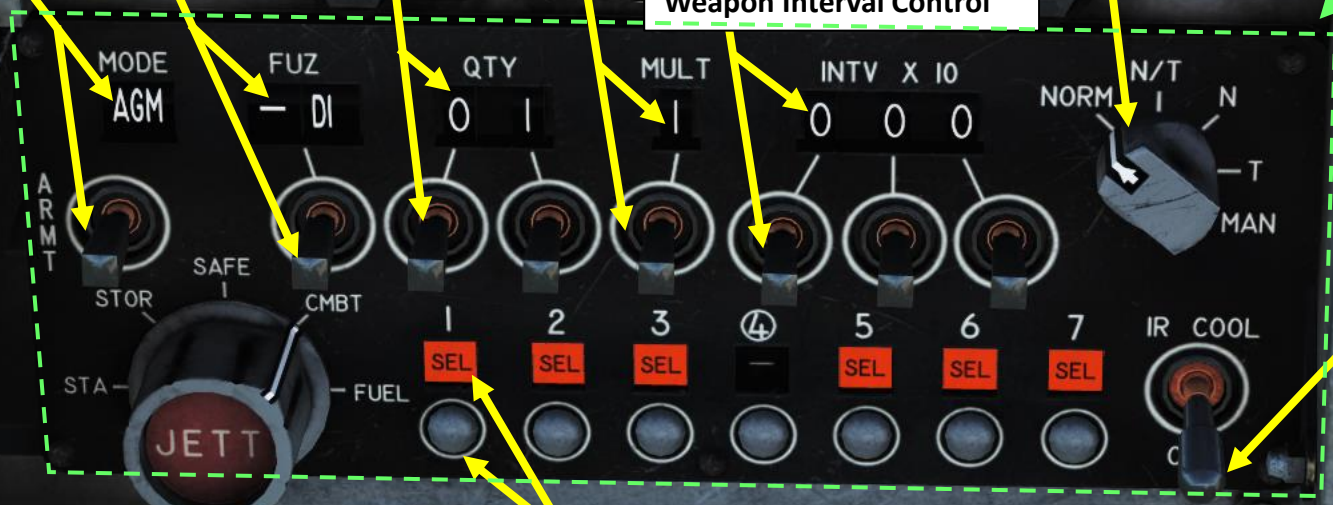 Weapon Interval Control
MODE FUZ QTY MULT INTV X 10
AGM – DI 0 1 1 0 0 0
NORM N/T N
T
MAN
ARMT
STOR SAFE CMBT
STA FUEL
JETT
1 2 3 4 5 6 7
SEL SEL SEL – SEL SEL SEL
IR COOL